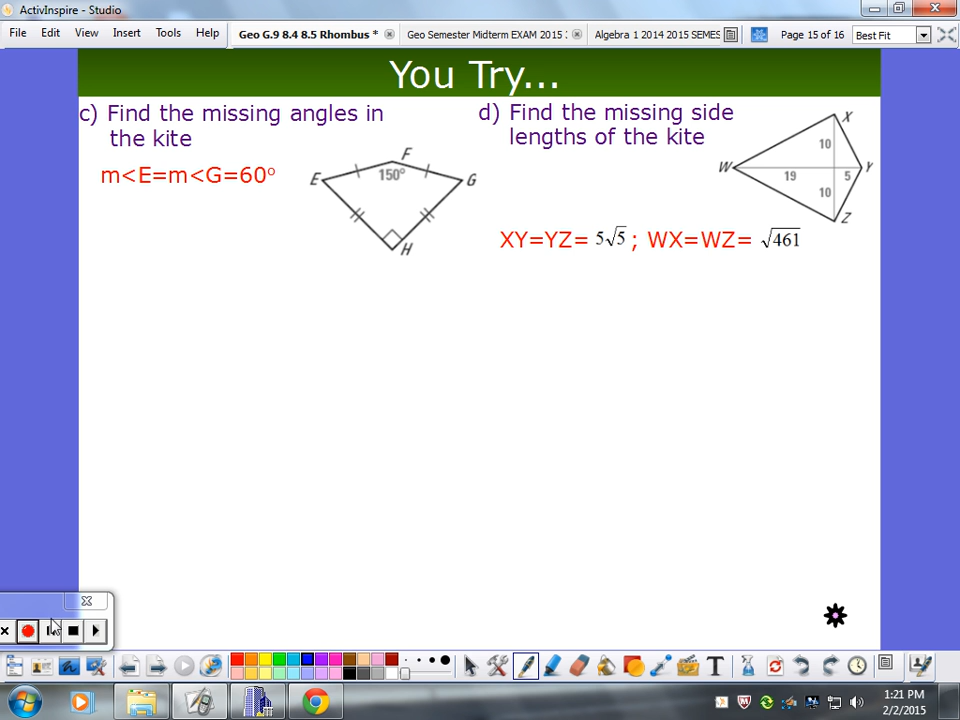 ActivInspire - Studio
File Edit View Insert Tools Help
Geo G.9 8.4 8.5 Rhombus *
Geo Semester Midterm EXAM 2015
Algebra 1 2014 2015 SEMES
Page 15 of 16
Best Fit
You Try...
c) Find the missing angles in
the kite
m<E=m<G=60°
E
F
150°
G
H
d) Find the missing side
lengths of the kite
X
10
W
19
5
Y
10
Z
XY=YZ= 5√5 ; WX=WZ= √461
T
1:21 PM
2/2/2015